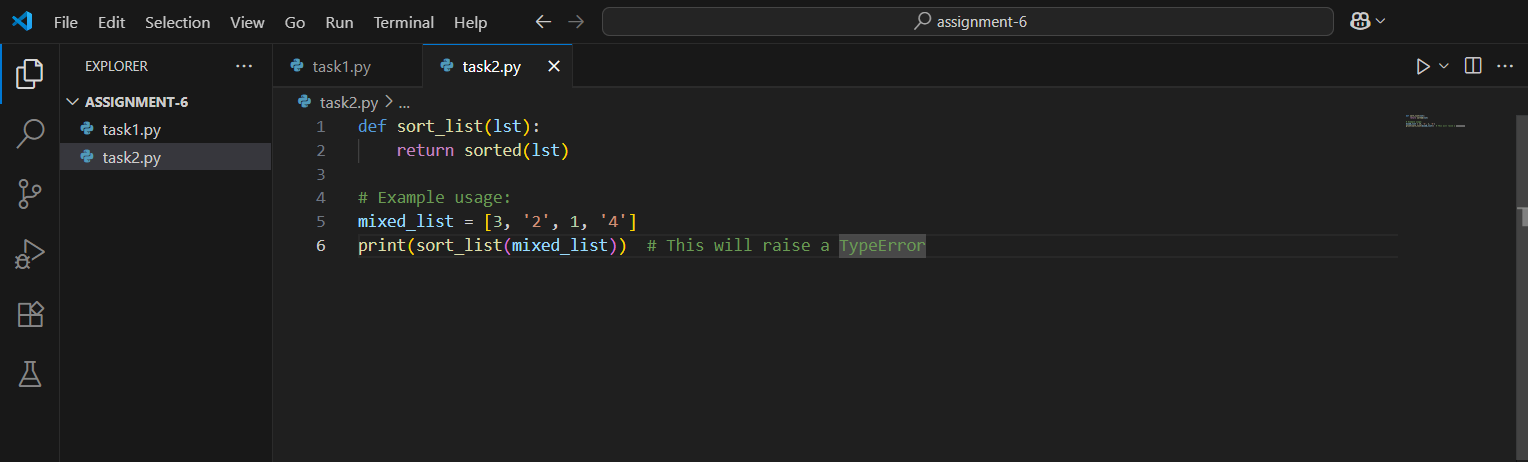 File Edit Selection View Go Run Terminal Help assignment-6
EXPLORER
ASSIGNMENT-6
task1.py
task2.py
task1.py task2.py
task2.py > ...
1 def sort_list(lst):
2 return sorted(lst)
3
4 # Example usage:
5 mixed_list = [3, '2', 1, '4']
6 print(sort_list(mixed_list))  # This will raise a TypeError